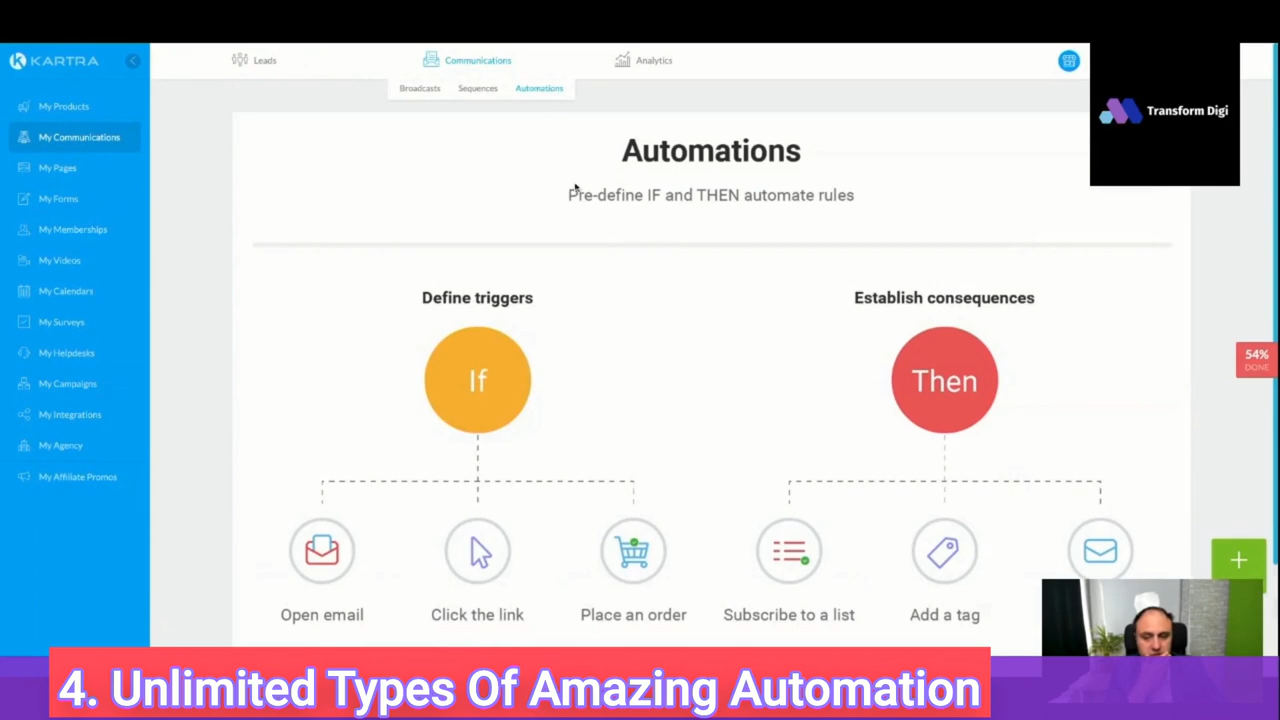 KARTRA
Leads
Communications
Analytics
Broadcasts
Sequences
Automations
Transform Digi
My Products
My Communications
My Pages
My Forms
My Memberships
My Videos
My Calendars
My Surveys
My Helpdesks
My Campaigns
My Integrations
My Agency
My Affiliate Promos
Automations
Pre-define IF and THEN automate rules
Define triggers
Establish consequences
If
Then
54%
DONE
Open email
Click the link
Place an order
Subscribe to a list
Add a tag
4. Unlimited Types Of Amazing Automation